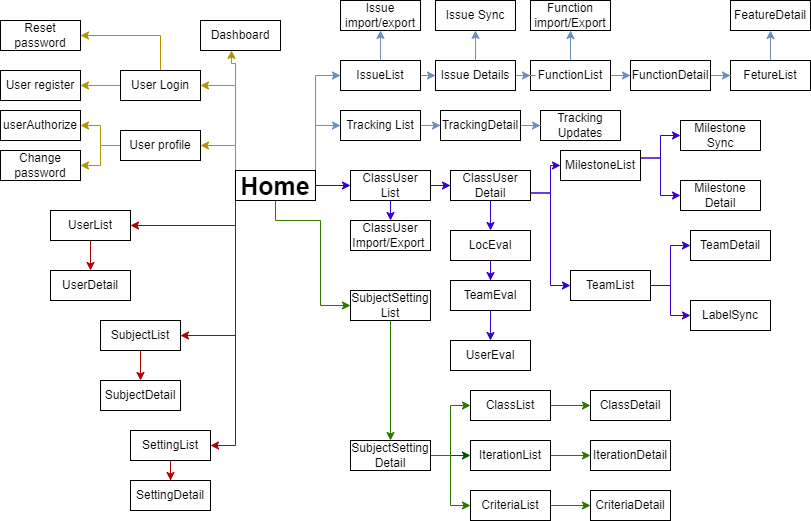 Issue
import/export
Issue Sync
Function
import/Export
FeatureDetail
Reset
password
Dashboard
User register
User Login
IssueList
Issue Details
FunctionList
FunctionDetail
FetureList
userAuthorize
Tracking List
TrackingDetail
Tracking
Updates
User profile
Change
password
Milestone
Sync
MilestoneList
Home
ClassUser
List
ClassUser
Detail
Milestone
Detail
UserList
ClassUser
Import/Export
LocEval
TeamDetail
UserDetail
TeamList
SubjectSetting
List
TeamEval
LabelSync
SubjectList
UserEval
SubjectDetail
ClassList
ClassDetail
SettingList
SubjectSetting
Detail
IterationList
IterationDetail
SettingDetail
CriteriaList
CriteriaDetail